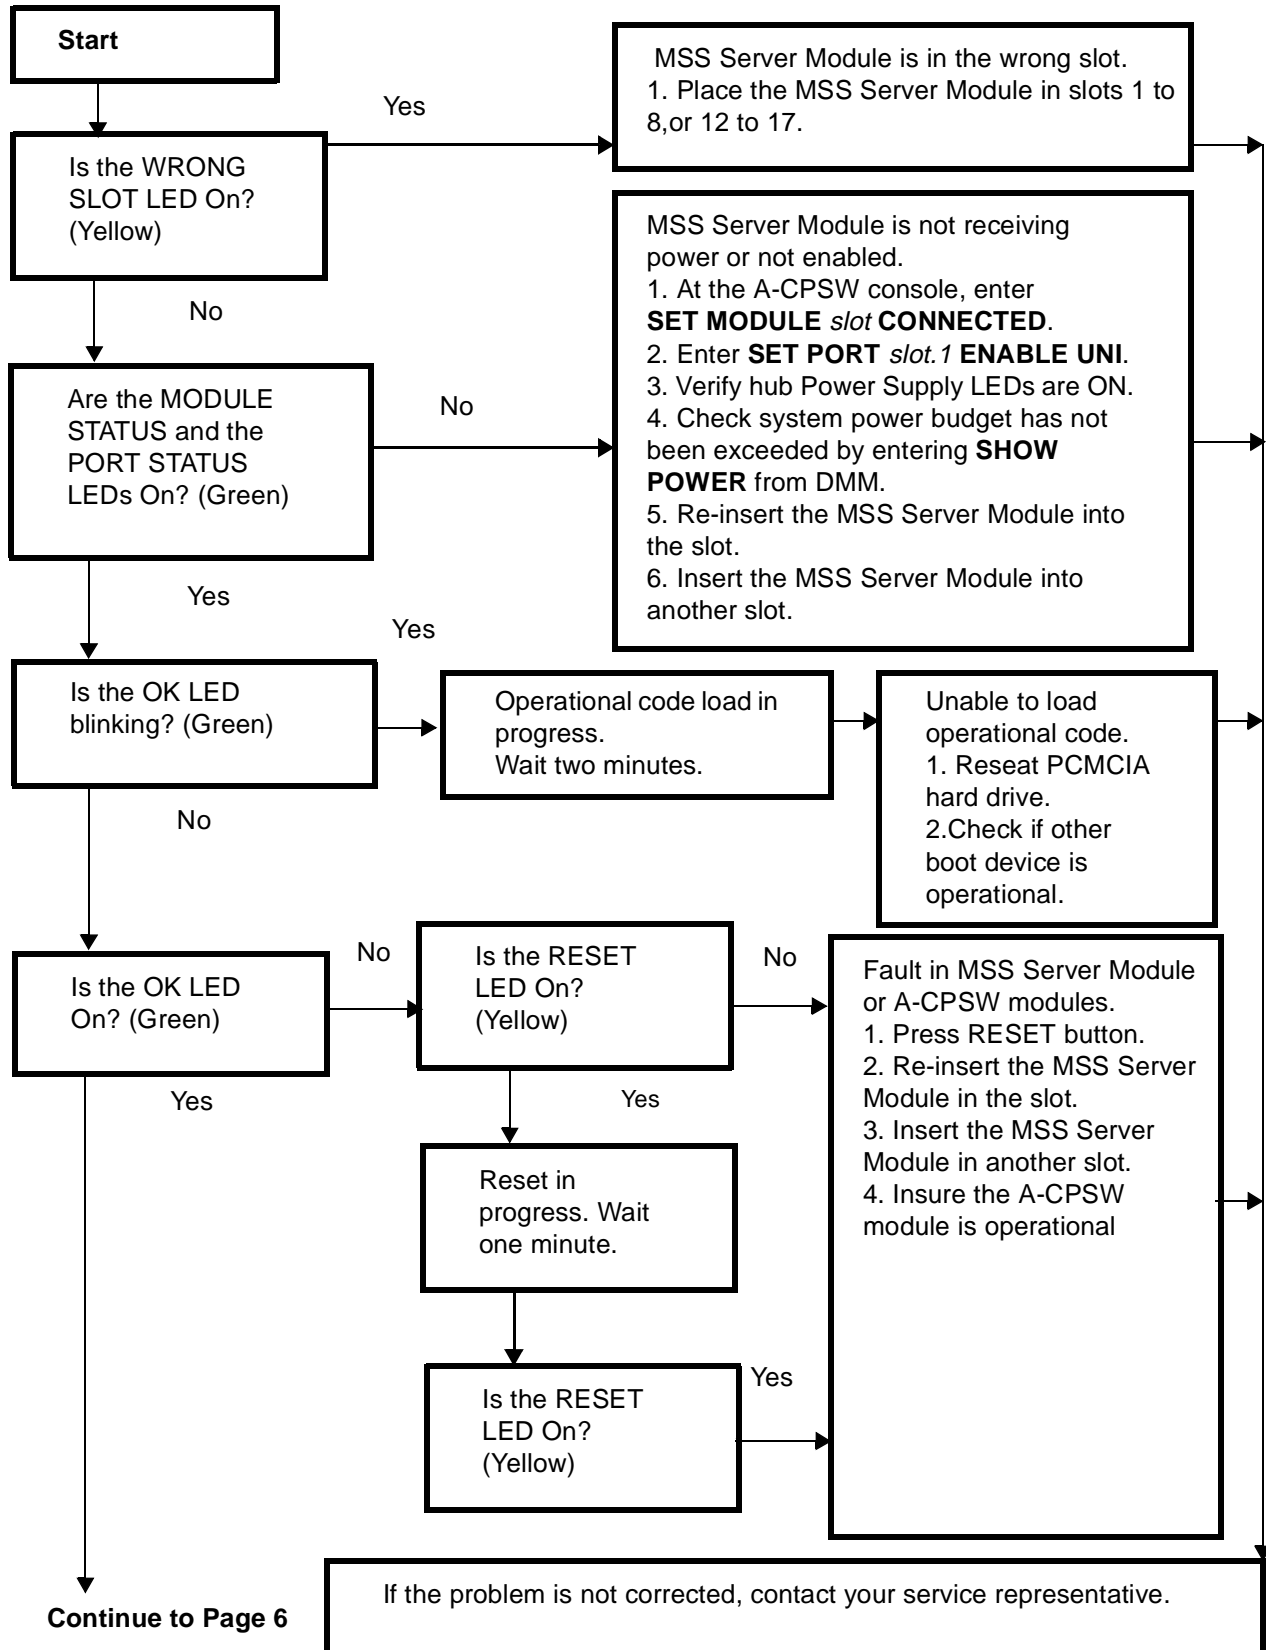 Start
MSS Server Module is in the wrong slot.
1. Place the MSS Server Module in slots 1 to
8,or 12 to 17.
Yes
Is the WRONG
SLOT LED On?
(Yellow)
No
MSS Server Module is not receiving
power or not enabled.
1. At the A-CPSW console, enter
SET MODULE slot CONNECTED.
2. Enter SET PORT slot.1 ENABLE UNI.
3. Verify hub Power Supply LEDs are ON.
4. Check system power budget has not
been exceeded by entering SHOW
POWER from DMM.
5. Re-insert the MSS Server Module into
the slot.
6. Insert the MSS Server Module into
another slot.
Are the MODULE
STATUS and the
PORT STATUS
LEDs On? (Green)
No
Yes
Yes
Is the OK LED
blinking? (Green)
Operational code load in
progress.
Wait two minutes.
Unable to load
operational code.
1. Reseat PCMCIA
hard drive.
2.Check if other
boot device is
operational.
No
Is the OK LED
On? (Green)
No
Is the RESET
LED On?
(Yellow)
No
Fault in MSS Server Module
or A-CPSW modules.
1. Press RESET button.
2. Re-insert the MSS Server
Module in the slot.
3. Insert the MSS Server
Module in another slot.
4. Insure the A-CPSW
module is operational
Yes
Yes
Reset in
progress. Wait
one minute.
Is the RESET
LED On?
(Yellow)
Yes
Continue to Page 6
If the problem is not corrected, contact your service representative.